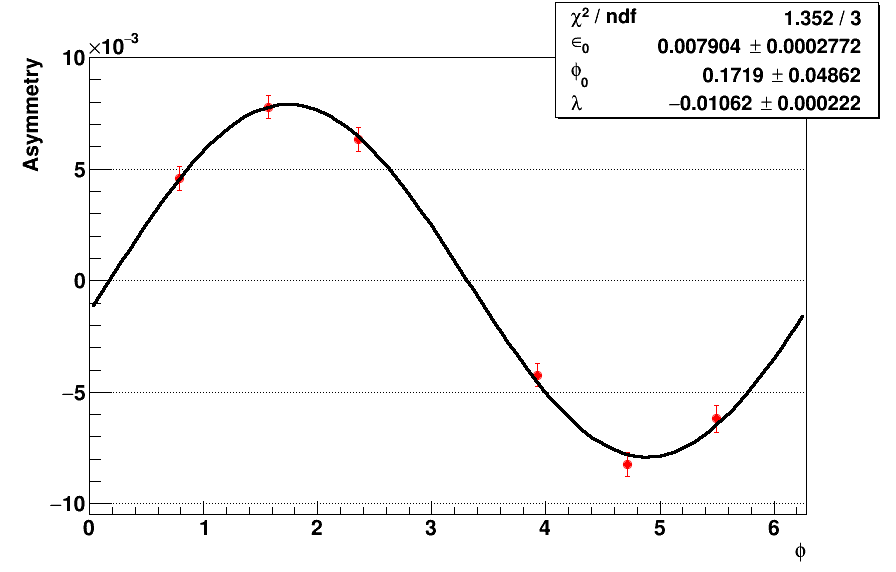 χ² / ndf 1.352 / 3
ϵ₀ 0.007904 ± 0.0002772
ϕ₀ 0.1719 ± 0.04862
λ −0.01062 ± 0.000222
×10⁻³
Asymmetry
10
5
0
−5
−10
0 1 2 3 4 5 6
ϕ